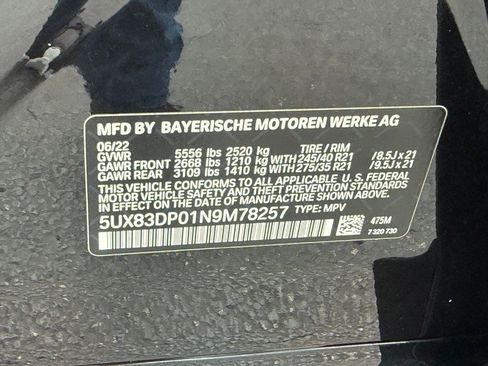 MFD BY BAYERISCHE MOTOREN WERKE AG
06/22 TIRE / RIM
GVWR 5556 lbs 2520 kg
GAWR FRONT 2668 lbs 1210 kg WITH 245/40 R21 /8.5J x 21
GAWR REAR 3109 lbs 1410 kg WITH 275/35 R21 /9.5J x 21
THIS VEHICLE CONFORMS TO ALL APPLICABLE U. S. FEDERAL
MOTOR VEHICLE SAFETY STANDARDS IN EFFECT ON THE
DATE OF MANUFACTURE SHOWN ABOVE.
5UX83DP01N9M78257 TYPE: MPV
475M
7 320 730